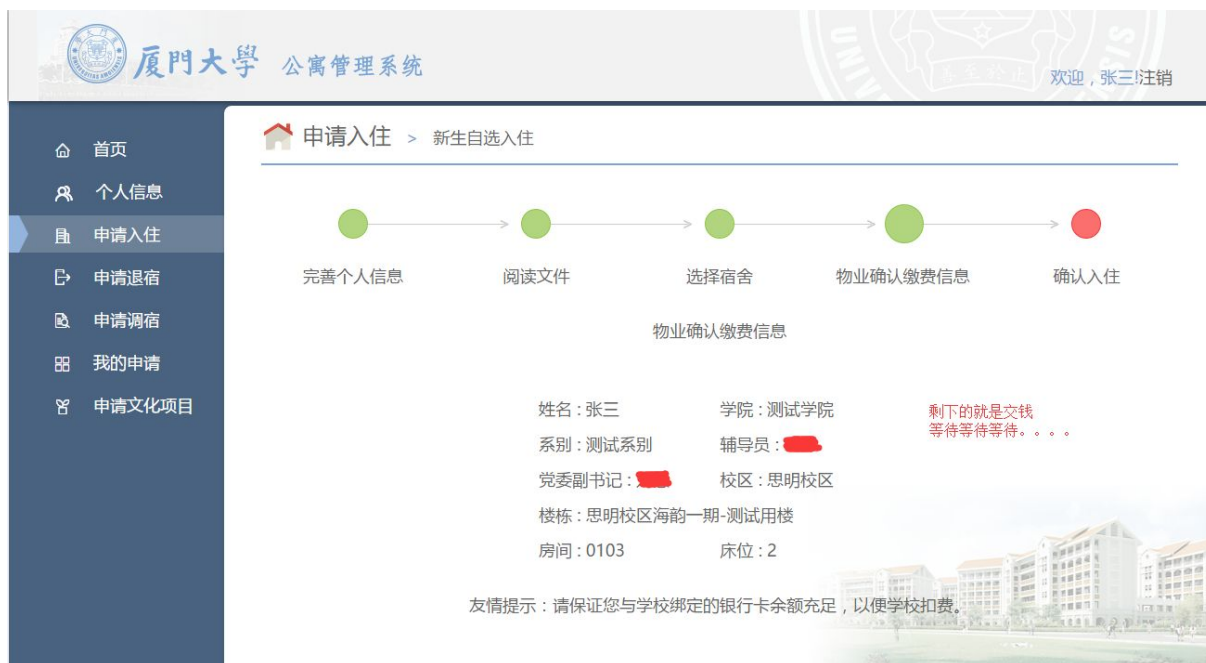 厦門大學 公寓管理系统
欢迎，张三!注销
首页
个人信息
申请入住
申请退宿
申请调宿
我的申请
申请文化项目
申请入住 > 新生自选入住
完善个人信息
阅读文件
选择宿舍
物业确认缴费信息
确认入住
物业确认缴费信息
姓名 : 张三 学院 : 测试学院
系别 : 测试系别 辅导员 :
党委副书记 : 校区 : 思明校区
楼栋 : 思明校区海韵一期-测试用楼
房间 : 0103 床位 : 2
剩下的就是交钱
等待等待等待。。。。
友情提示：请保证您与学校绑定的银行卡余额充足，以便学校扣费。